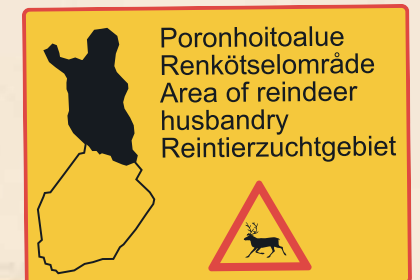 Poronhoitoalue
Renkötselområde
Area of reindeer
husbandry
Reintierzuchtgebiet